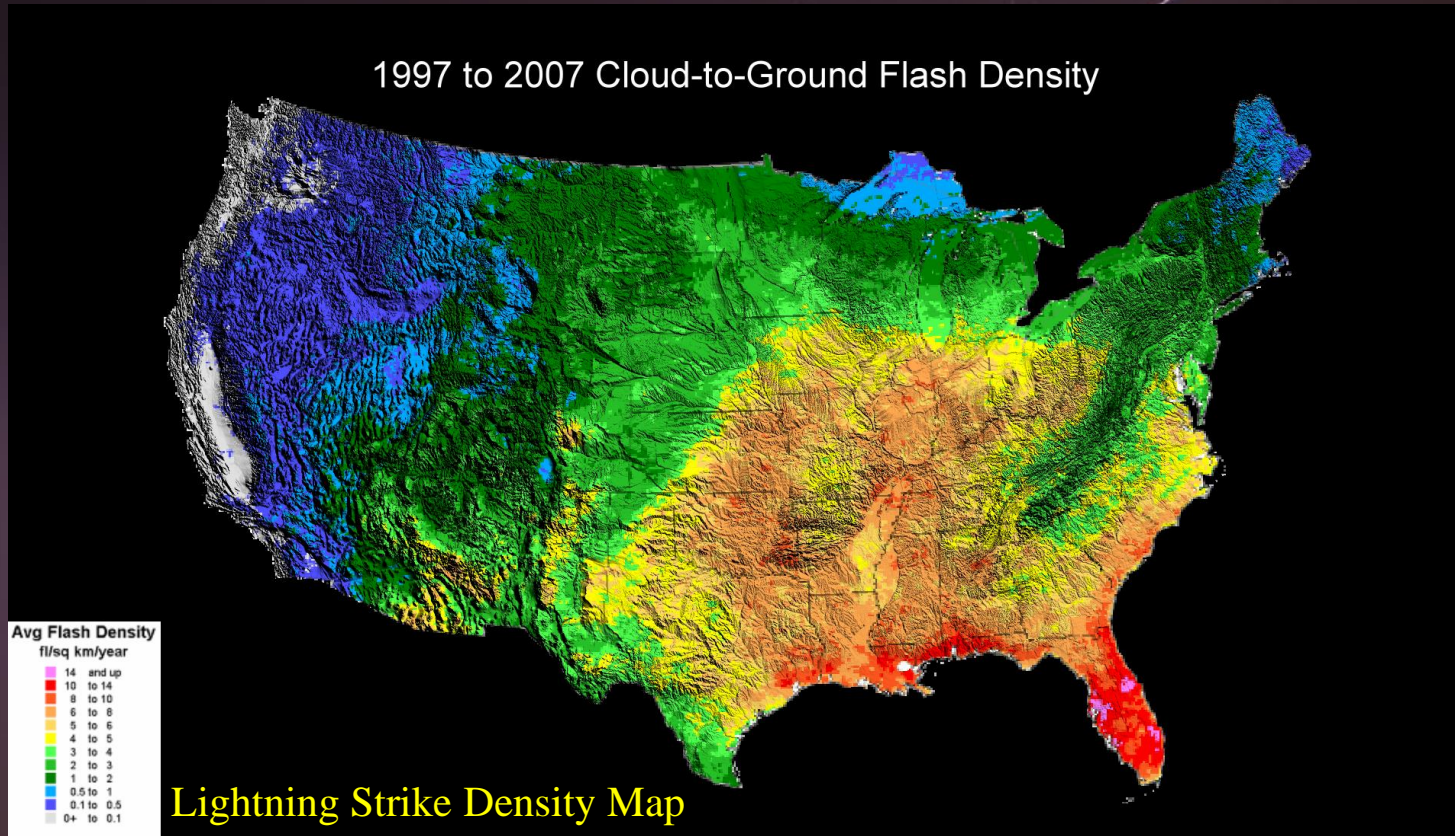 1997 to 2007 Cloud-to-Ground Flash Density
Avg Flash Density
fl/sq km/year
14 and up
10 to 14
8 to 10
6 to 8
5 to 6
4 to 5
3 to 4
2 to 3
1 to 2
0.5 to 1
0.1 to 0.5
0+ to 0.1
Lightning Strike Density Map